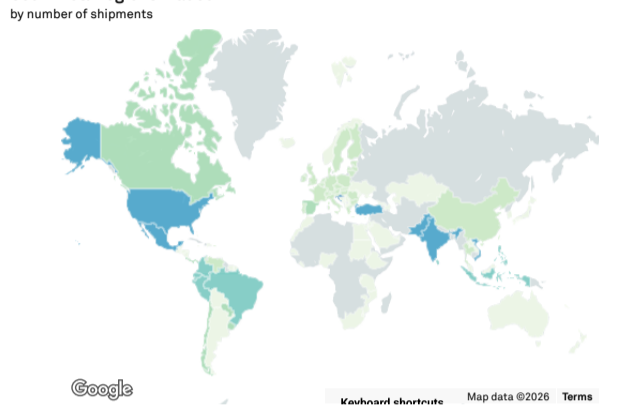 by number of shipments
Google
Keyboard shortcuts
Map data ©2026
Terms